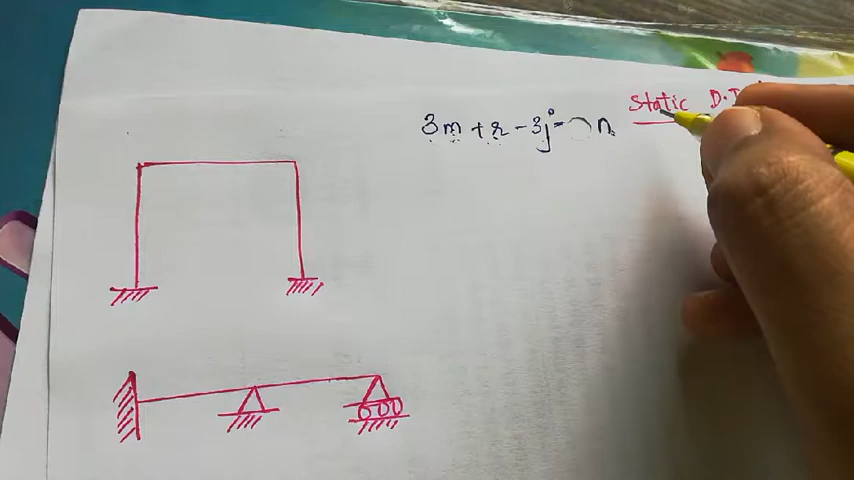 Static D.I
3m + r - 3j = n